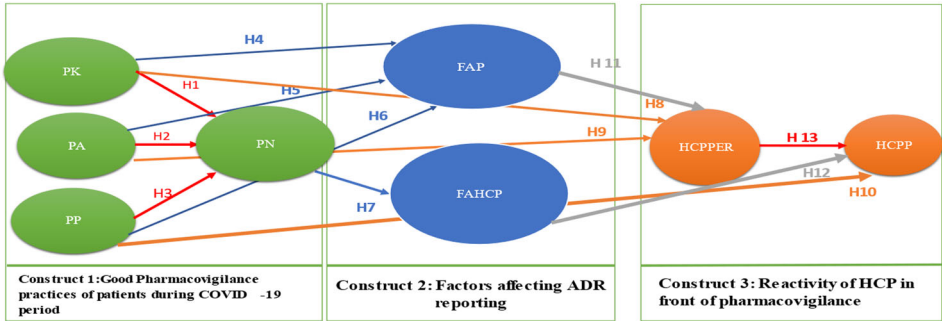 H4
FAP
H 11
PK
H1
H5
H6
H8
PA
H2
PN
H9
HCPPER
H 13
HCPP
H3
H12
PP
H7
FAHCP
H10
Construct 1:Good Pharmacovigilance
practices of patients during COVID -19
period
Construct 2: Factors affecting ADR
reporting
Construct 3: Reactivity of HCP in
front of pharmacovigilance